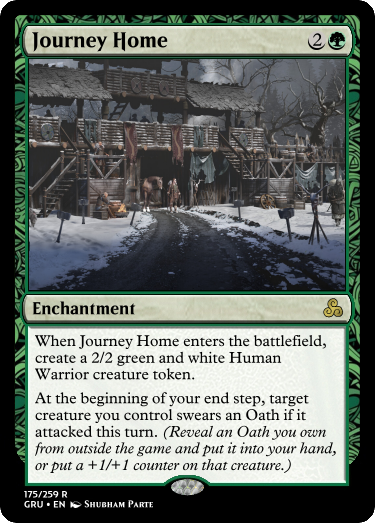 Journey Home 2
Enchantment
When Journey Home enters the battlefield,
create a 2/2 green and white Human
Warrior creature token.
At the beginning of your end step, target
creature you control swears an Oath if it
attacked this turn. (Reveal an Oath you own
from outside the game and put it into your hand,
or put a +1/+1 counter on that creature.)
175/259 R
GRU • EN Shubham Parte